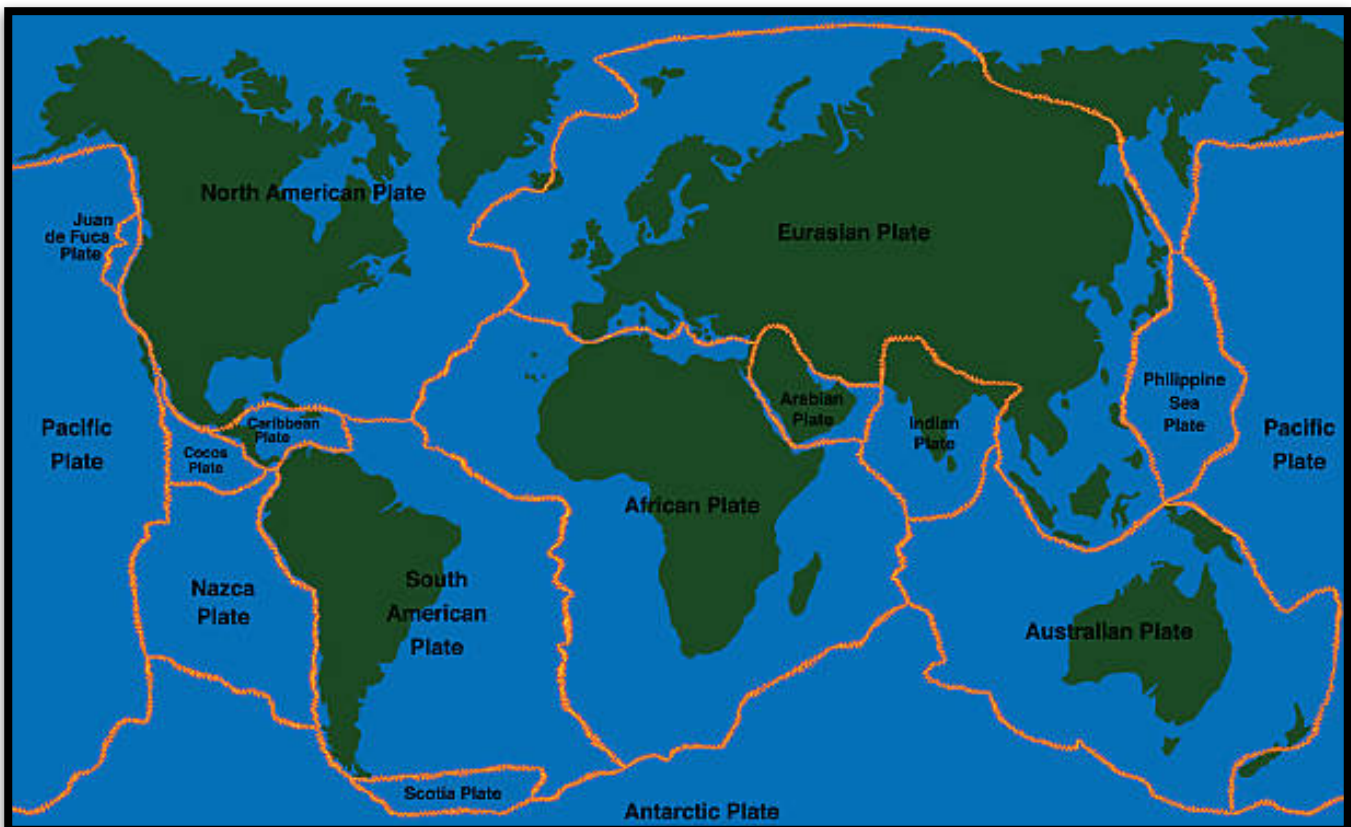 North American Plate
Juan
de Fuca
Plate
Eurasian Plate
Philippine
Sea
Plate
Arabian
Plate
Indian
Plate
Caribbean
Plate
Cocos
Plate
Pacific
Plate
Pacific
Plate
African Plate
Nazca
Plate
South
American
Plate
Australian Plate
Scotia Plate
Antarctic Plate